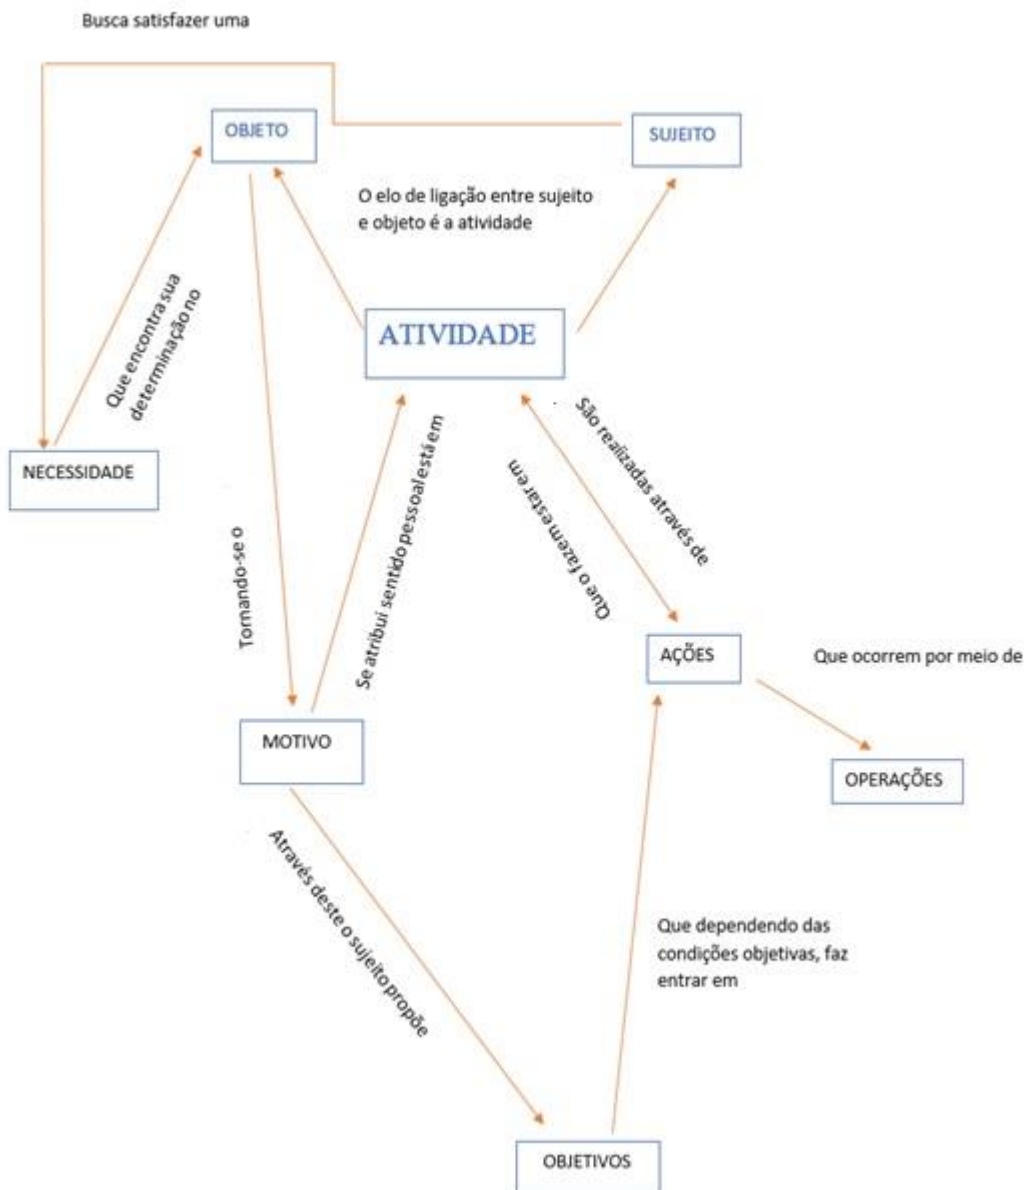 Busca satisfazer uma
OBJETO
SUJEITO
O elo de ligação entre sujeito
e objeto é a atividade
Que encontra sua
determinação no
ATIVIDADE
NECESSIDADE
Tornando-se o
Se atribui sentido pessoal está em
São realizadas através de
Que o fazem estar em
AÇÕES
Que ocorrem por meio de
MOTIVO
OPERAÇÕES
Através deste o sujeito propõe
Que dependendo das
condições objetivas, faz
entrar em
OBJETIVOS